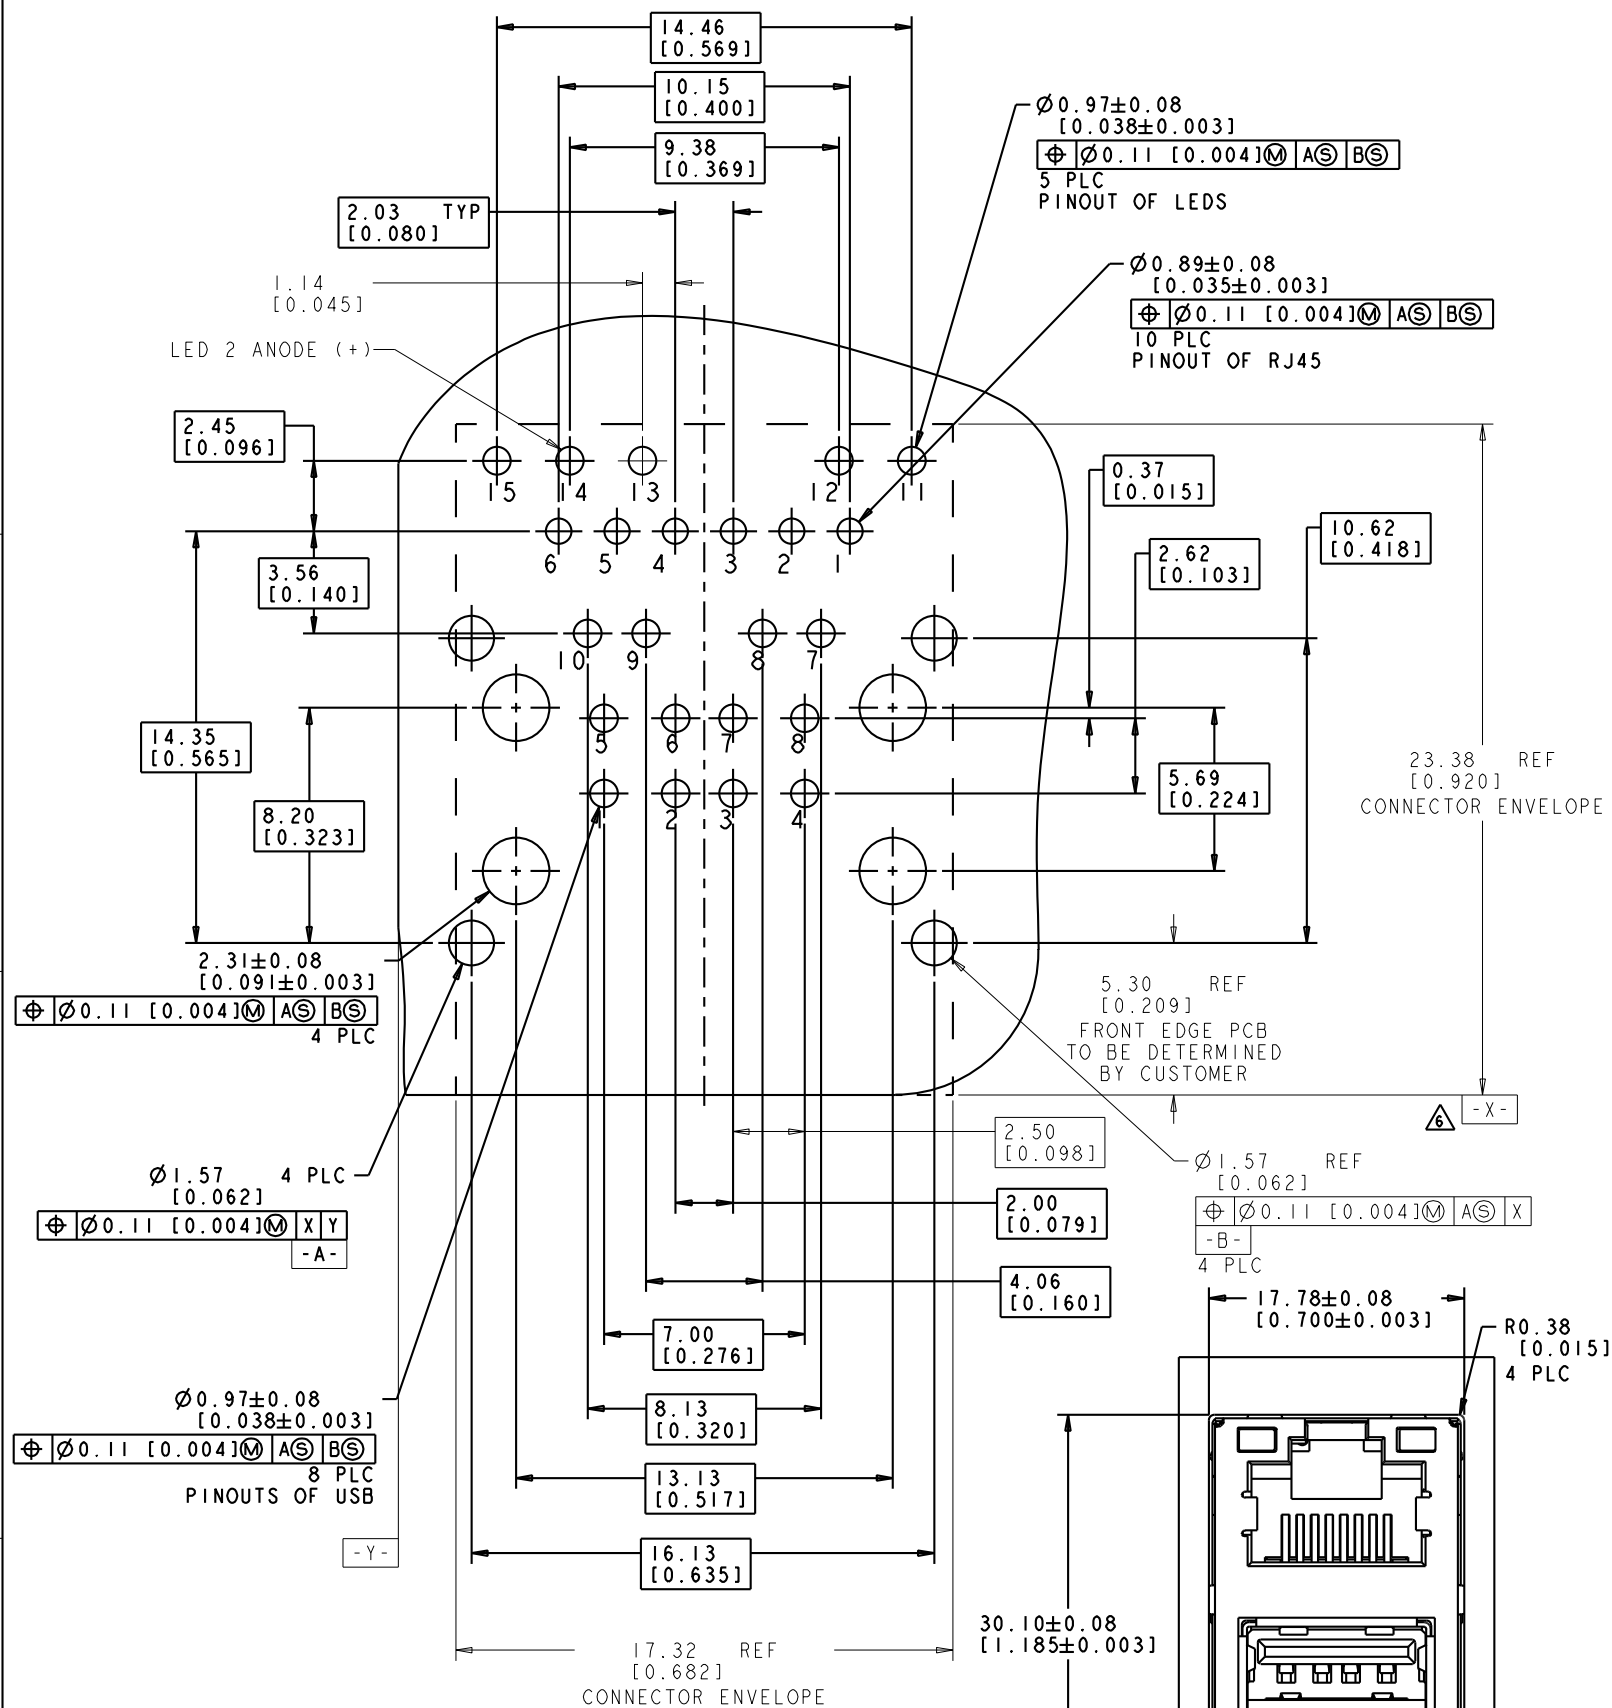 14.46
[0.569]
10.15
[0.400]
9.38
[0.369]
2.03 TYP
[0.080]
1.14
[0.045]
LED 2 ANODE (+)
Ø0.97±0.08
[0.038±0.003]
⌖ Ø0.11 [0.004]Ⓜ AⓈ BⓈ
5 PLC
PINOUT OF LEDS
Ø0.89±0.08
[0.035±0.003]
⌖ Ø0.11 [0.004]Ⓜ AⓈ BⓈ
10 PLC
PINOUT OF RJ45
2.45
[0.096]
15 14 13 12 11
0.37
[0.015]
10.62
[0.418]
6 5 4 3 2 1
2.62
[0.103]
3.56
[0.140]
10 9 8 7
14.35
[0.565]
5 6 7 8
23.38 REF
[0.920]
CONNECTOR ENVELOPE
5.69
[0.224]
8.20
[0.323]
1 2 3 4
2.31±0.08
[0.091±0.003]
⌖ Ø0.11 [0.004]Ⓜ AⓈ BⓈ
4 PLC
5.30 REF
[0.209]
FRONT EDGE PCB
TO BE DETERMINED
BY CUSTOMER
6
-X-
2.50
[0.098]
Ø1.57 4 PLC
[0.062]
⌖ Ø0.11 [0.004]Ⓜ X Y
-A-
Ø1.57 REF
[0.062]
⌖ Ø0.11 [0.004]Ⓜ AⓈ X
-B-
4 PLC
2.00
[0.079]
4.06
[0.160]
17.78±0.08
[0.700±0.003]
R0.38
[0.015]
4 PLC
7.00
[0.276]
Ø0.97±0.08
[0.038±0.003]
⌖ Ø0.11 [0.004]Ⓜ AⓈ BⓈ
8 PLC
PINOUTS OF USB
8.13
[0.320]
13.13
[0.517]
-Y-
16.13
[0.635]
30.10±0.08
[1.185±0.003]
17.32 REF
[0.682]
CONNECTOR ENVELOPE